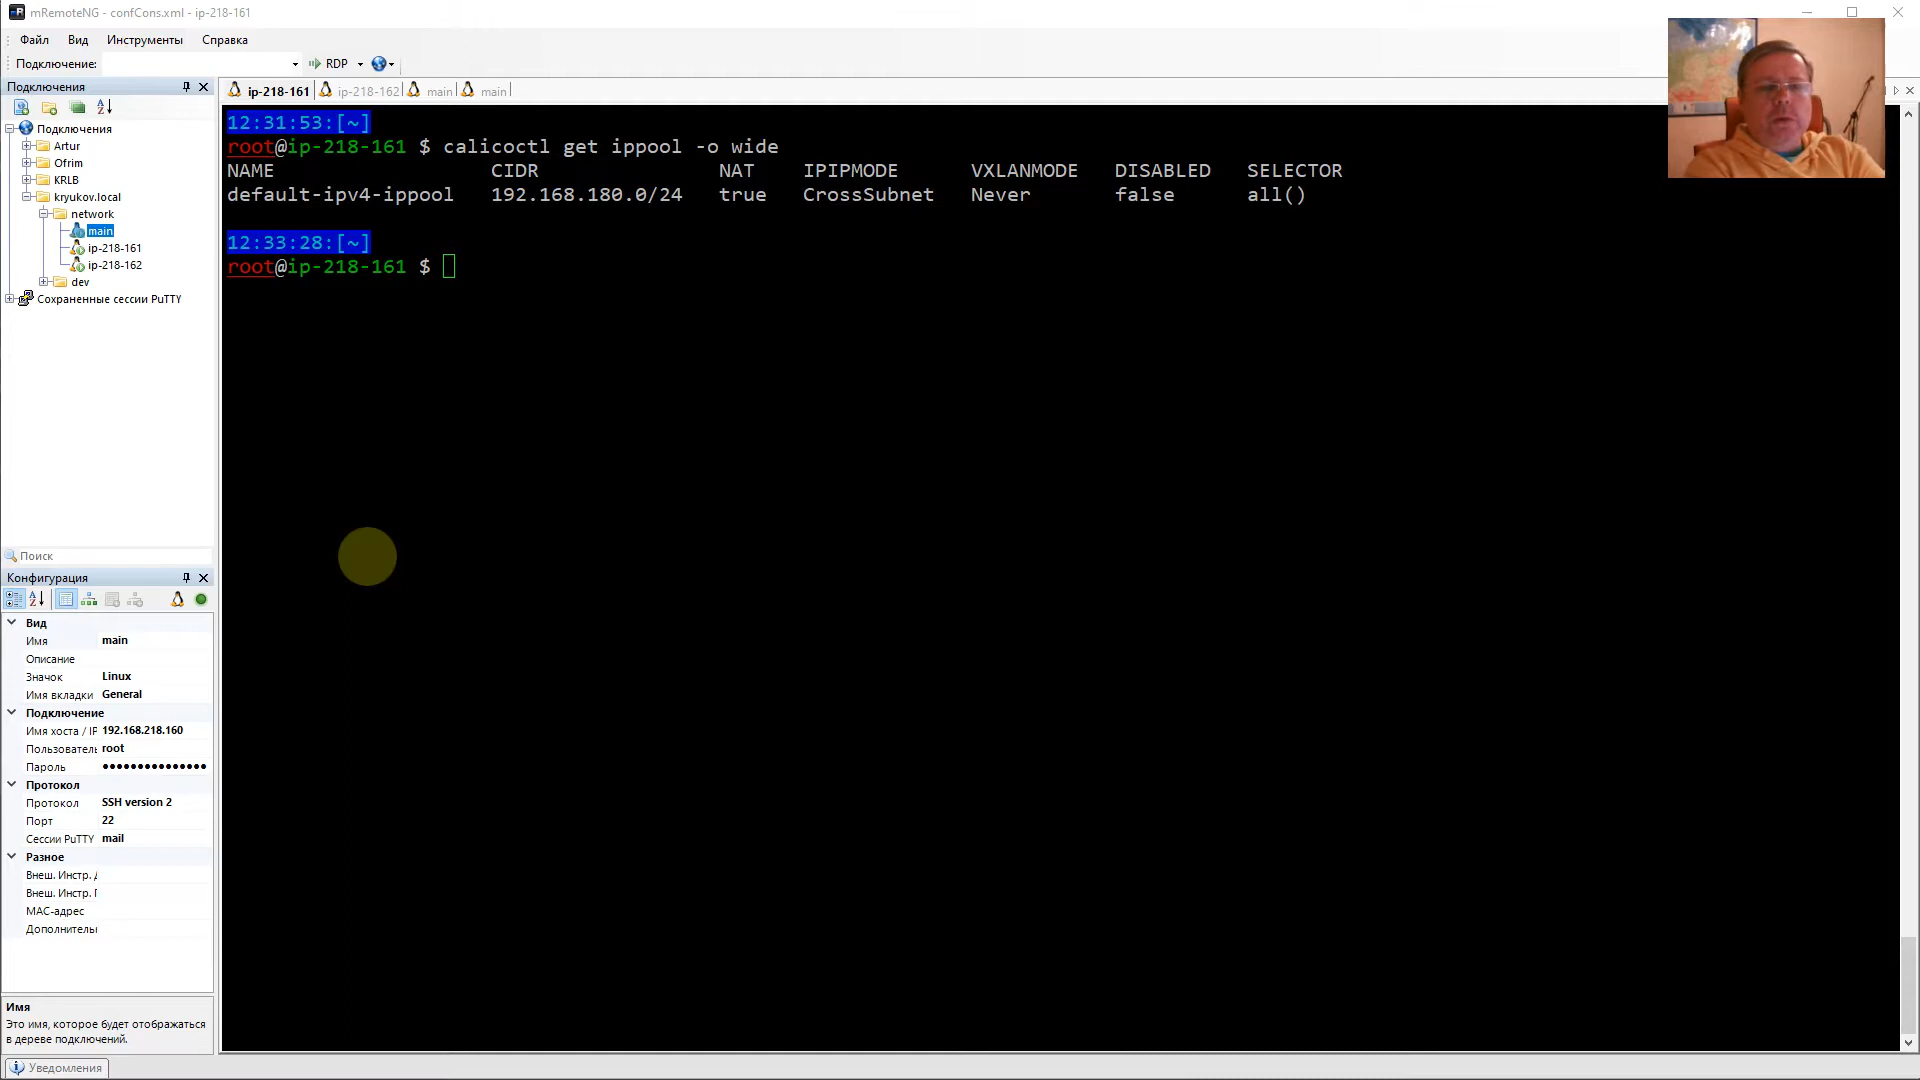 mRemoteNG - confCons.xml - ip-218-161
Файл Вид Инструменты Справка
Подключение: RDP
Подключения
Подключения
Artur
Ofrim
KRLB
kryukov.local
network
main
ip-218-161
ip-218-162
dev
Сохраненные сессии PuTTY
Поиск
Конфигурация
Вид
Имя main
Описание
Значок Linux
Имя вкладки General
Подключение
Имя хоста / IP 192.168.218.160
Пользователь root
Пароль ●●●●●●●●●●●●●●●
Протокол
Протокол SSH version 2
Порт 22
Сессии PuTTY mail
Разное
Внеш. Инстр. Д
Внеш. Инстр. Г
MAC-адрес
Дополнитель
Имя
Это имя, которое будет отображаться
в дереве подключений.
Уведомления
ip-218-161 ip-218-162 main main
12:31:53:[~]
root@ip-218-161 $ calicoctl get ippool -o wide
NAME CIDR NAT IPIPMODE VXLANMODE DISABLED SELECTOR
default-ipv4-ippool 192.168.180.0/24 true CrossSubnet Never false all()
12:33:28:[~]
root@ip-218-161 $